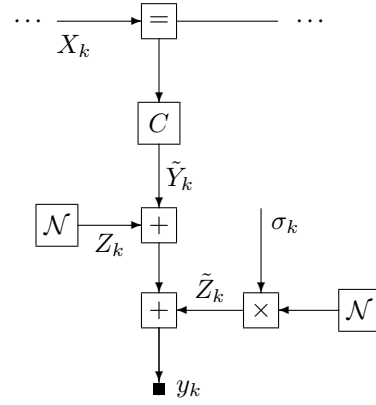 ⋯ = ⋯
X_k
C
Ỹ_k
𝒩 + σ_k
Z_k
Z̃_k
+ × 𝒩
y_k